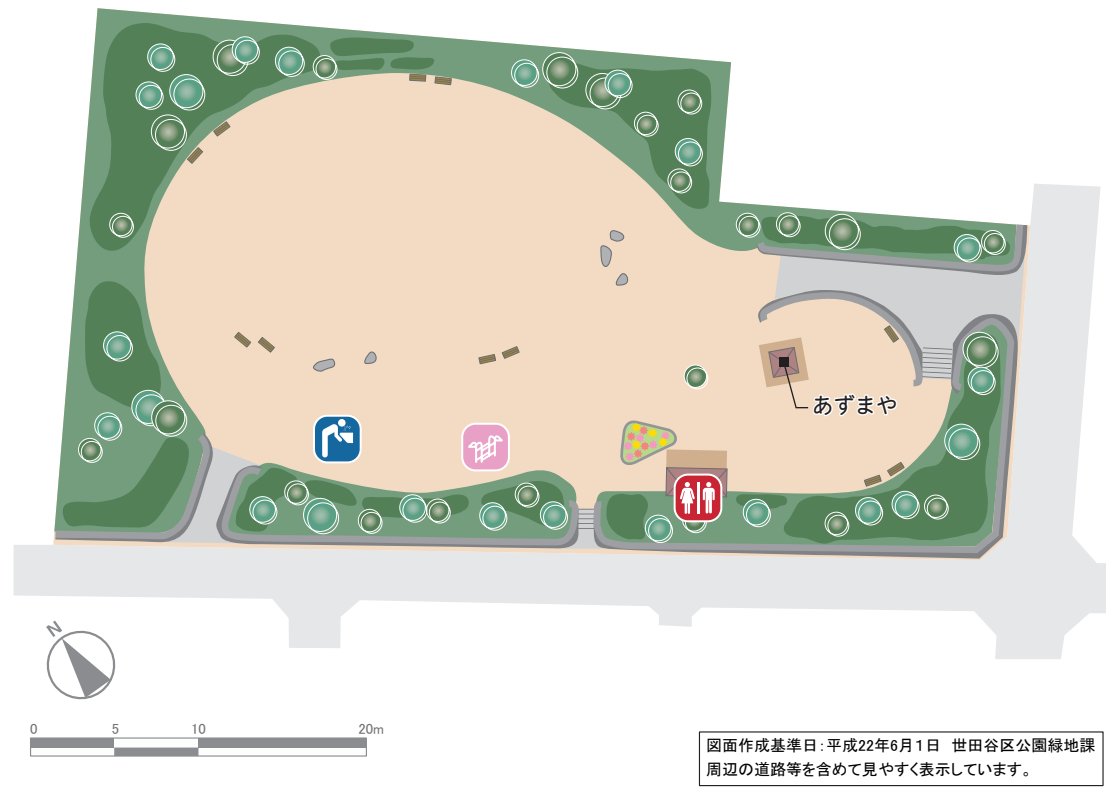 あずまや
N
0 5 10 20m
図面作成基準日:平成22年6月1日 世田谷区公園緑地課
周辺の道路等を含めて見やすく表示しています。